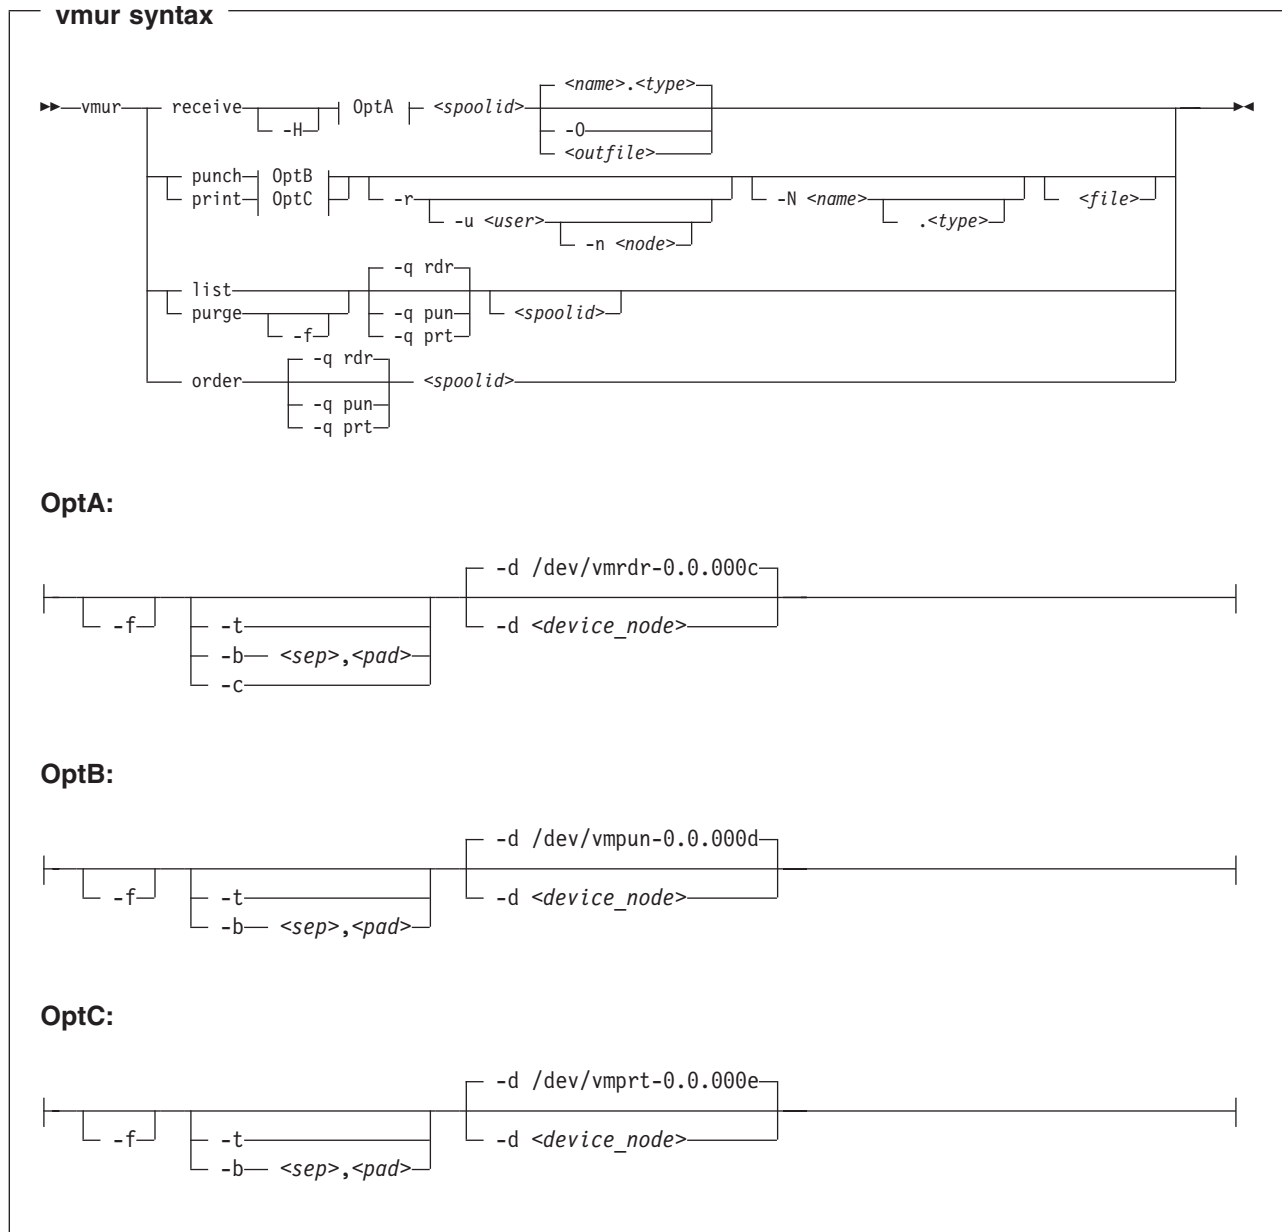 vmur syntax
<name>.<type>
vmur receive -H OptA <spoolid> -O <outfile>
punch OptB
print OptC -r -u <user> -n <node> -N <name> .<type> <file>
-q rdr
list
purge -f -q pun -q prt <spoolid>
-q rdr
order <spoolid>
-q pun
-q prt
OptA:
-d /dev/vmrdr-0.0.000c
-f -t -d <device_node>
-b <sep>,<pad>
-c
OptB:
-d /dev/vmpun-0.0.000d
-f -t -d <device_node>
-b <sep>,<pad>
OptC:
-d /dev/vmprt-0.0.000e
-f -t -d <device_node>
-b <sep>,<pad>